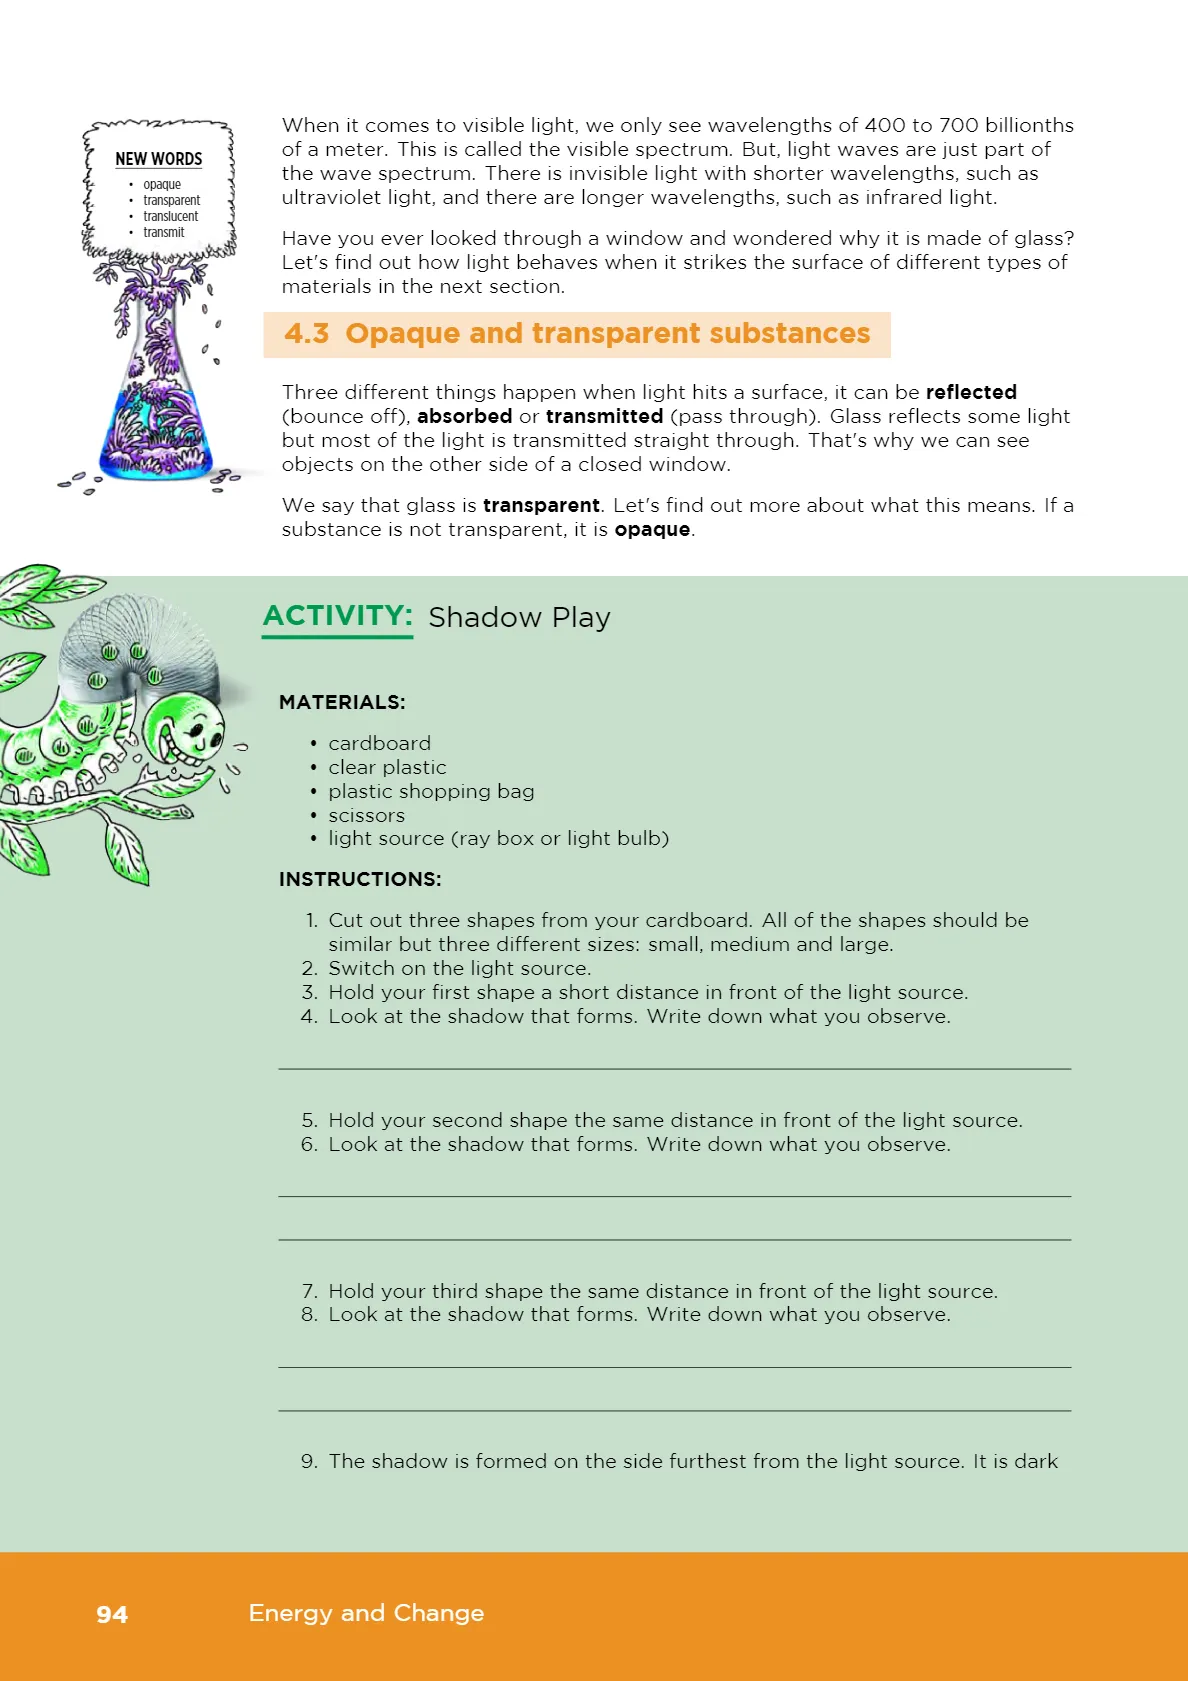 NEW WORDS
• opaque
• transparent
• translucent
• transmit
When it comes to visible light, we only see wavelengths of 400 to 700 billionths
of a meter. This is called the visible spectrum. But, light waves are just part of
the wave spectrum. There is invisible light with shorter wavelengths, such as
ultraviolet light, and there are longer wavelengths, such as infrared light.
Have you ever looked through a window and wondered why it is made of glass?
Let's find out how light behaves when it strikes the surface of different types of
materials in the next section.
4.3 Opaque and transparent substances
Three different things happen when light hits a surface, it can be reflected
(bounce off), absorbed or transmitted (pass through). Glass reflects some light
but most of the light is transmitted straight through. That's why we can see
objects on the other side of a closed window.
We say that glass is transparent. Let's find out more about what this means. If a
substance is not transparent, it is opaque.
ACTIVITY: Shadow Play
MATERIALS:
• cardboard
• clear plastic
• plastic shopping bag
• scissors
• light source (ray box or light bulb)
INSTRUCTIONS:
1. Cut out three shapes from your cardboard. All of the shapes should be
similar but three different sizes: small, medium and large.
2. Switch on the light source.
3. Hold your first shape a short distance in front of the light source.
4. Look at the shadow that forms. Write down what you observe.
5. Hold your second shape the same distance in front of the light source.
6. Look at the shadow that forms. Write down what you observe.
7. Hold your third shape the same distance in front of the light source.
8. Look at the shadow that forms. Write down what you observe.
9. The shadow is formed on the side furthest from the light source. It is dark
94 Energy and Change